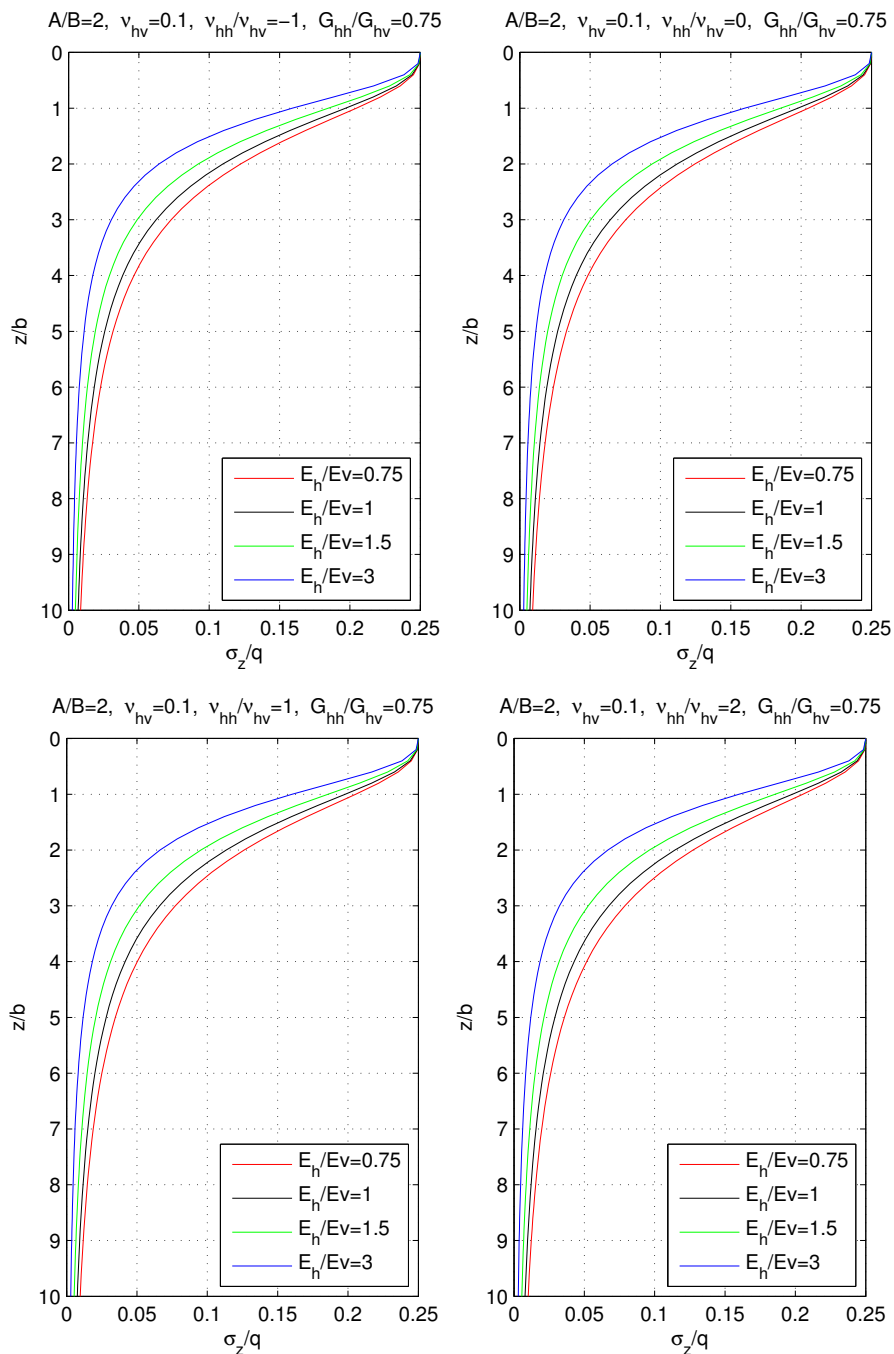 A/B=2, ν_hv=0.1, ν_hh/ν_hv=−1, G_hh/G_hv=0.75
0
1
2
3
4
5
6
7
8
9
10
z/b
E_h/Ev=0.75
E_h/Ev=1
E_h/Ev=1.5
E_h/Ev=3
0 0.05 0.1 0.15 0.2 0.25
σ_z/q
A/B=2, ν_hv=0.1, ν_hh/ν_hv=0, G_hh/G_hv=0.75
0
1
2
3
4
5
6
7
8
9
10
z/b
E_h/Ev=0.75
E_h/Ev=1
E_h/Ev=1.5
E_h/Ev=3
0 0.05 0.1 0.15 0.2 0.25
σ_z/q
A/B=2, ν_hv=0.1, ν_hh/ν_hv=1, G_hh/G_hv=0.75
0
1
2
3
4
5
6
7
8
9
10
z/b
E_h/Ev=0.75
E_h/Ev=1
E_h/Ev=1.5
E_h/Ev=3
0 0.05 0.1 0.15 0.2 0.25
σ_z/q
A/B=2, ν_hv=0.1, ν_hh/ν_hv=2, G_hh/G_hv=0.75
0
1
2
3
4
5
6
7
8
9
10
z/b
E_h/Ev=0.75
E_h/Ev=1
E_h/Ev=1.5
E_h/Ev=3
0 0.05 0.1 0.15 0.2 0.25
σ_z/q